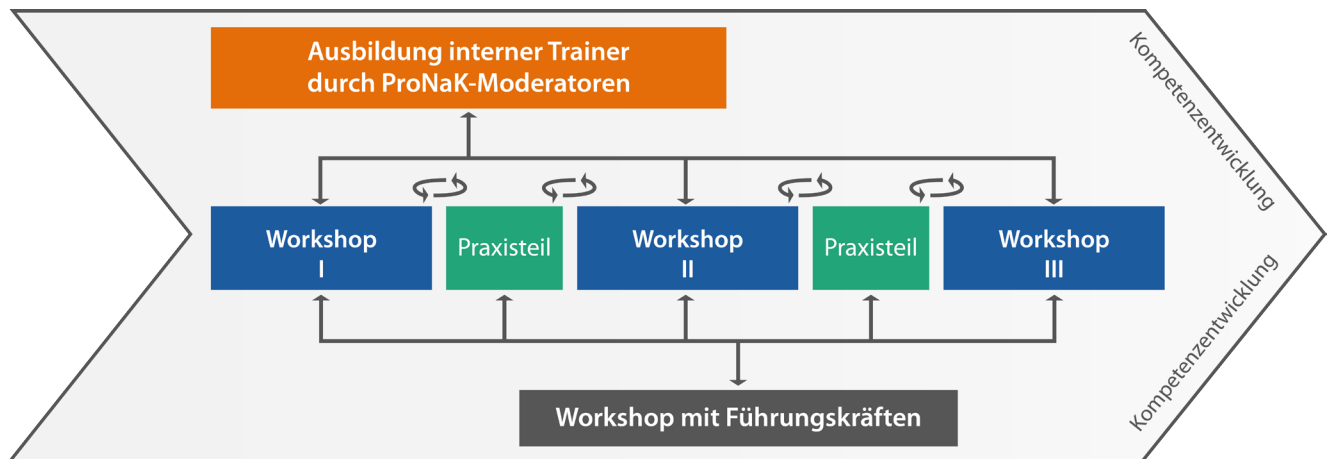 Ausbildung interner Trainer
durch ProNaK-Moderatoren
Kompetenzentwicklung
Workshop
I
Praxisteil
Workshop
II
Praxisteil
Workshop
III
Kompetenzentwicklung
Workshop mit Führungskräften